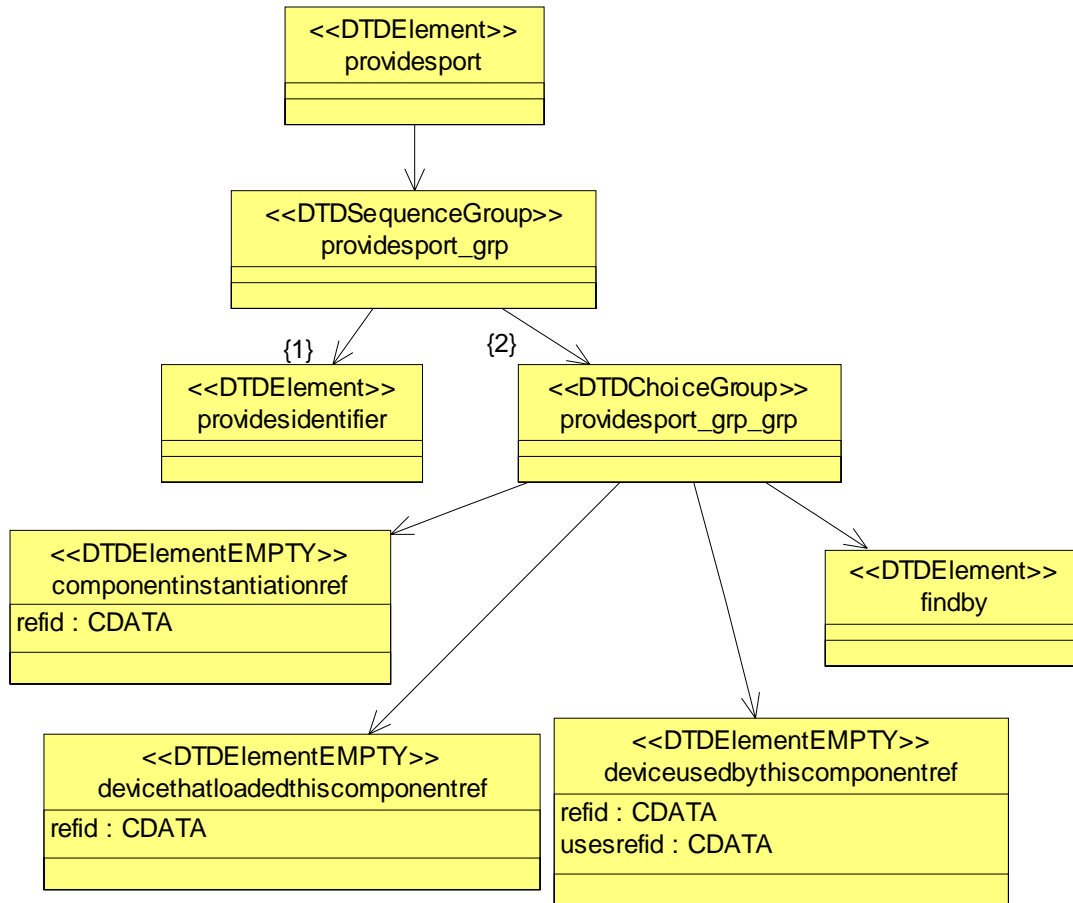 <<DTDElement>>
providesport
<<DTDSequenceGroup>>
providesport_grp
{1}
{2}
<<DTDElement>>
providesidentifier
<<DTDChoiceGroup>>
providesport_grp_grp
<<DTDElementEMPTY>>
componentinstantiationref
refid : CDATA
<<DTDElement>>
findby
<<DTDElementEMPTY>>
devicethatloadedthiscomponentref
refid : CDATA
<<DTDElementEMPTY>>
deviceusedbythiscomponentref
refid : CDATA
usesrefid : CDATA